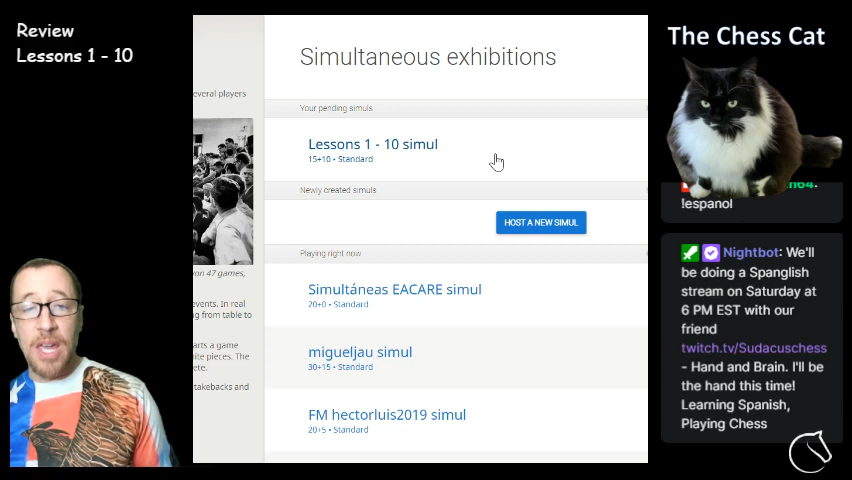 Review
Lessons 1 - 10
Simultaneous exhibitions
everal players
Your pending simuls
Lessons 1 - 10 simul
15+10 • Standard
Newly created simuls
HOST A NEW SIMUL
on 47 games,
Playing right now
Simultáneas EACARE simul
20+0 • Standard
events. In real
g from table to
arts a game
ite pieces. The
ete.
migueljau simul
30+15 • Standard
takebacks and
FM hectorluis2019 simul
20+5 • Standard
The Chess Cat
!espanol
Nightbot: We'll
be doing a Spanglish
stream on Saturday at
6 PM EST with our
friend
twitch.tv/Sudacuschess
- Hand and Brain. I'll be
the hand this time!
Learning Spanish,
Playing Chess